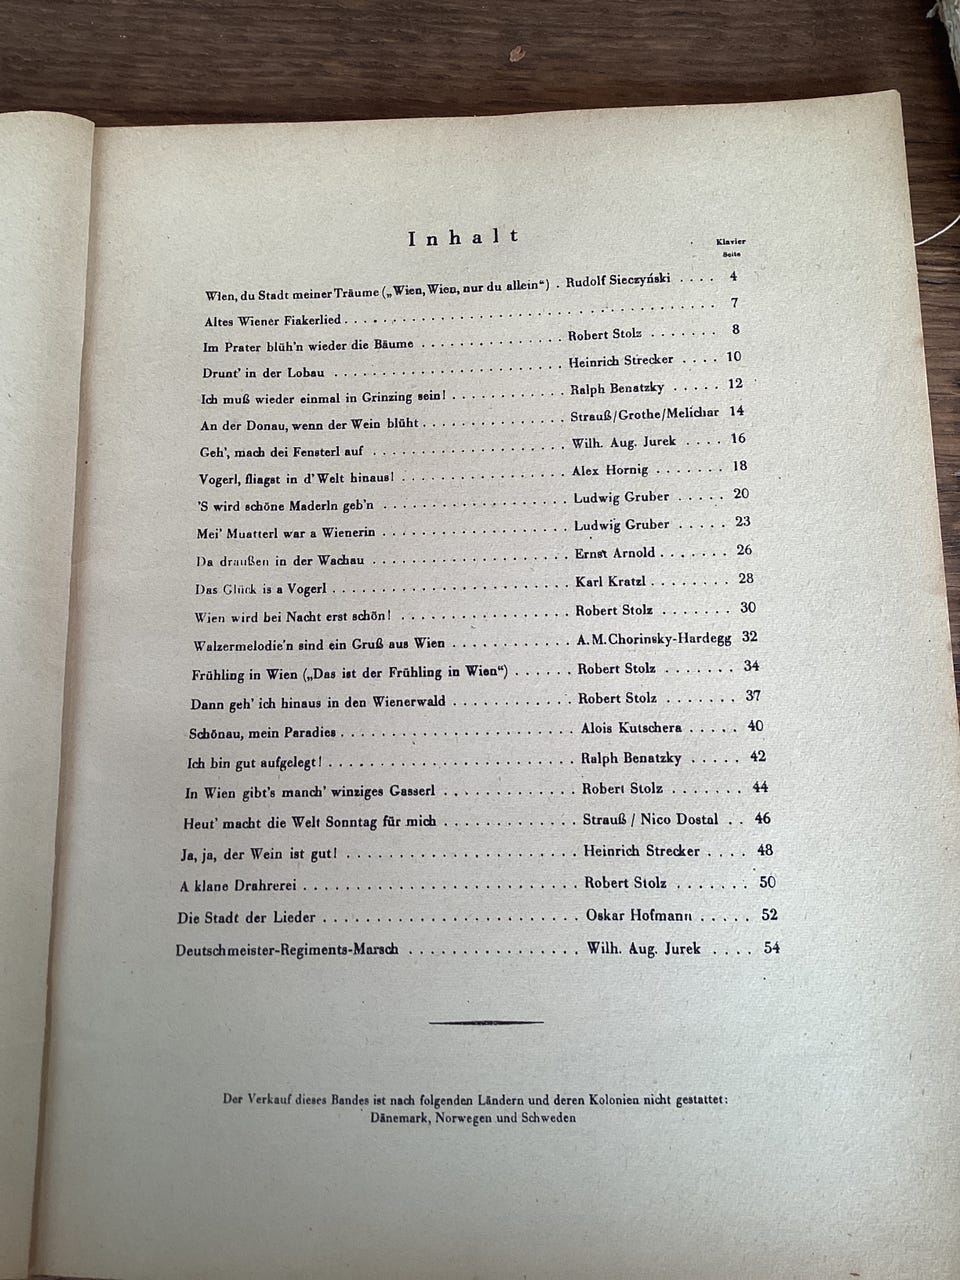 Inhalt
Klavier
Seite
Wien, du Stadt meiner Träume („Wien, Wien, nur du allein“) . Rudolf Sieczyński .... 4
Altes Wiener Fiakerlied .......... 7
Im Prater blüh'n wieder die Bäume .......... Robert Stolz ....... 8
Drunt' in der Lobau .......... Heinrich Strecker .... 10
Ich muß wieder einmal in Grinzing sein! .......... Ralph Benatzky ..... 12
An der Donau, wenn der Wein blüht .......... Strauß/Grothe/Melichar 14
Geh', mach dei Fensterl auf .......... Wilh. Aug. Jurek .... 16
Vogerl, fliagst in d'Welt hinaus! .......... Alex Hornig ....... 18
'S wird schöne Maderln geb'n .......... Ludwig Gruber ..... 20
Mei' Muatterl war a Wienerin .......... Ludwig Gruber ..... 23
Da draußen in der Wachau .......... Ernst Arnold ....... 26
Das Glück is a Vogerl .......... Karl Kratzl ........ 28
Wien wird bei Nacht erst schön! .......... Robert Stolz ....... 30
Walzermelodie'n sind ein Gruß aus Wien .......... A. M. Chorinsky-Hardegg 32
Frühling in Wien („Das ist der Frühling in Wien“) ...... Robert Stolz ....... 34
Dann geh' ich hinaus in den Wienerwald .......... Robert Stolz ....... 37
Schönau, mein Paradies .......... Alois Kutschera ..... 40
Ich bin gut aufgelegt! .......... Ralph Benatzky ..... 42
In Wien gibt's manch' winziges Gasserl .......... Robert Stolz ....... 44
Heut' macht die Welt Sonntag für mich .......... Strauß / Nico Dostal .. 46
Ja, ja, der Wein ist gut! .......... Heinrich Strecker .... 48
A klane Drahrerei .......... Robert Stolz ....... 50
Die Stadt der Lieder .......... Oskar Hofmann ..... 52
Deutschmeister-Regiments-Marsch .......... Wilh. Aug. Jurek .... 54
Der Verkauf dieses Bandes ist nach folgenden Ländern und deren Kolonien nicht gestattet:
Dänemark, Norwegen und Schweden